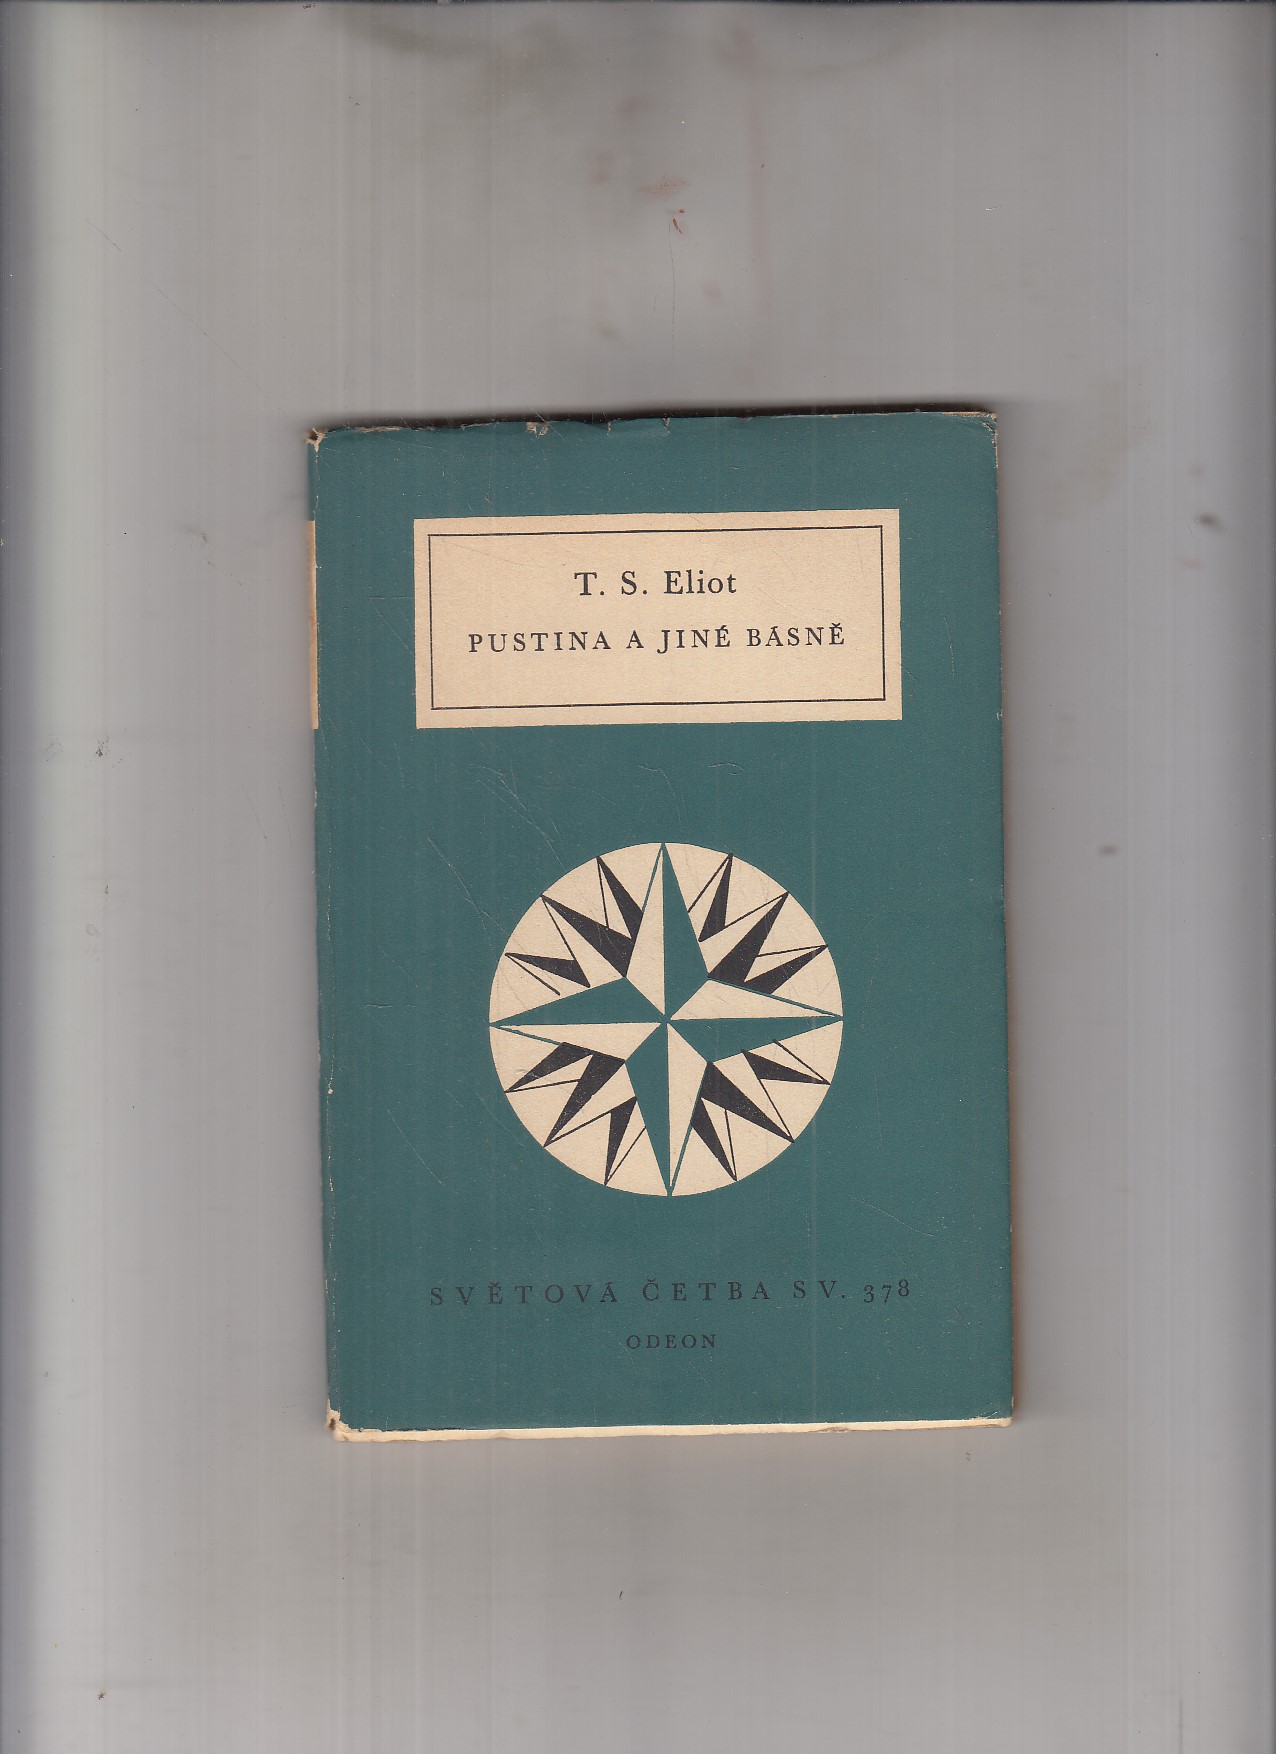 T. S. Eliot
PUSTINA A JINÉ BÁSNĚ
SVĚTOVÁ ČETBA SV. 378
ODEON